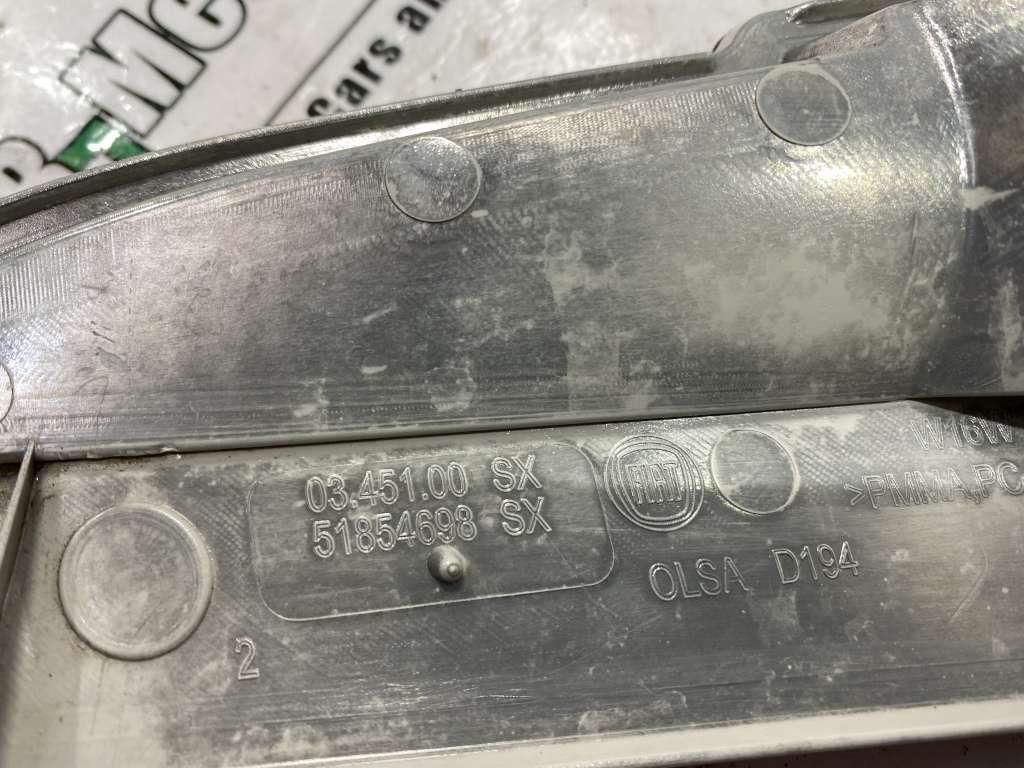 Cars a
03.451.00 SX
51854698 SX
FIAT
W16W
>PMMA,PC
OLSA D194
2